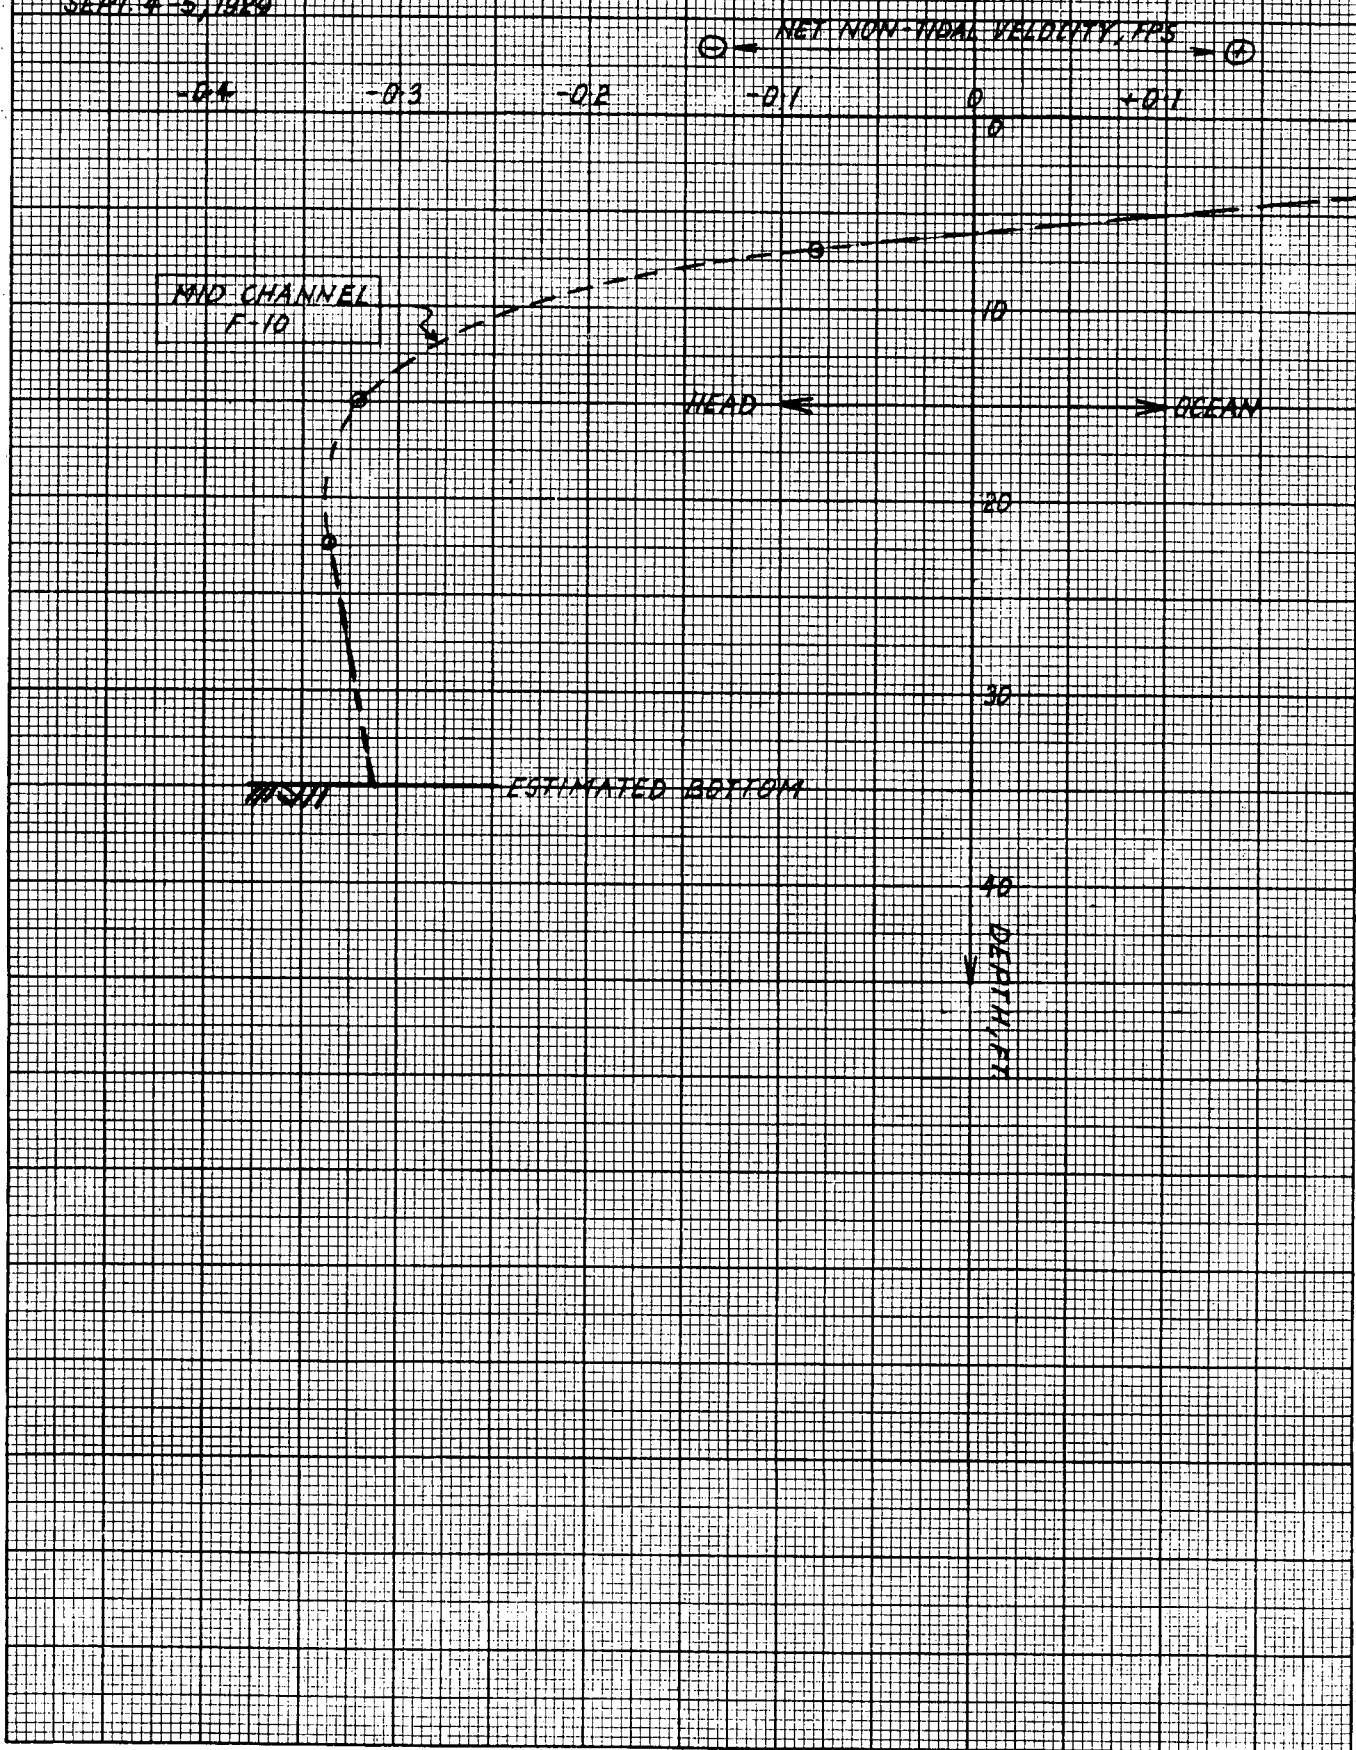 SEPT. 4-5, 1929
NET NON-TIDAL VELOCITY, FPS
⊖ ⊕
-0.4 -0.3 -0.2 -0.1 0 +0.1
0
MID CHANNEL
F-10
10
HEAD OCEAN
20
30
ESTIMATED BOTTOM
40
DEPTH, FT.